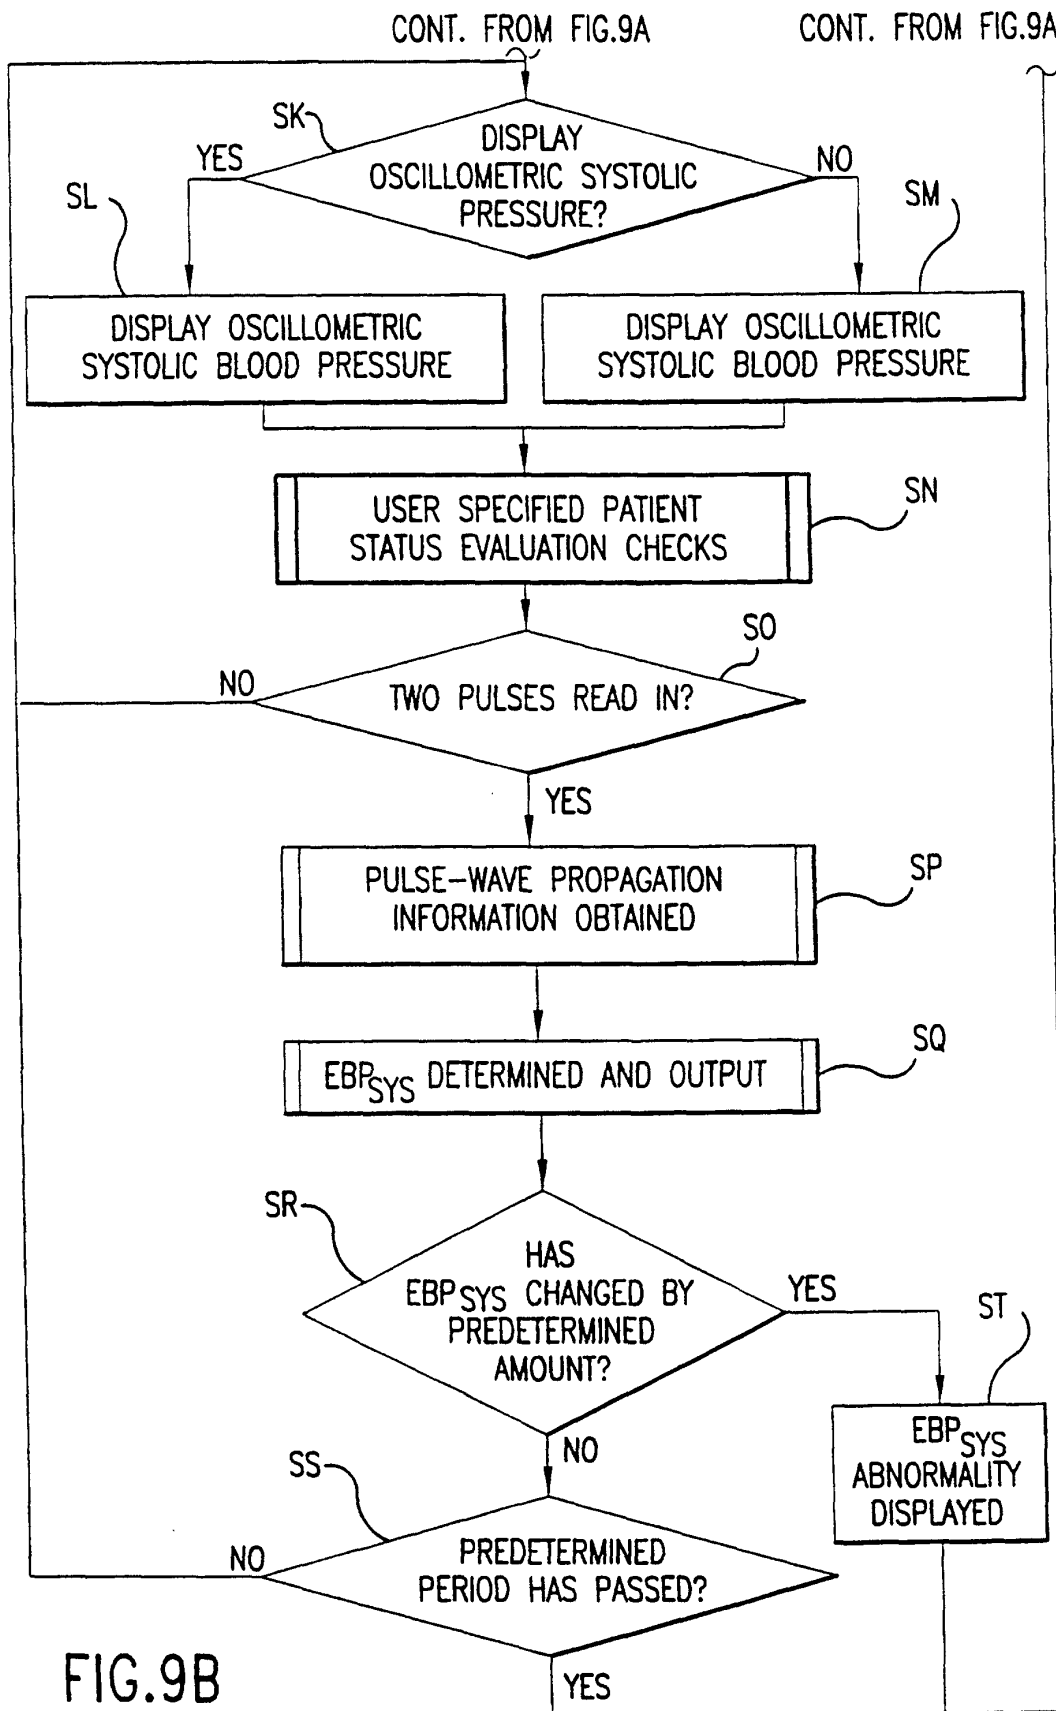 CONT. FROM FIG.9A
CONT. FROM FIG.9A
SK
DISPLAY
OSCILLOMETRIC SYSTOLIC
PRESSURE?
YES
NO
SL
SM
DISPLAY OSCILLOMETRIC
SYSTOLIC BLOOD PRESSURE
DISPLAY OSCILLOMETRIC
SYSTOLIC BLOOD PRESSURE
SN
USER SPECIFIED PATIENT
STATUS EVALUATION CHECKS
SO
NO
TWO PULSES READ IN?
YES
SP
PULSE-WAVE PROPAGATION
INFORMATION OBTAINED
SQ
EBPSYS DETERMINED AND OUTPUT
SR
HAS
EBPSYS CHANGED BY
PREDETERMINED
AMOUNT?
YES
ST
NO
EBPSYS
ABNORMALITY
DISPLAYED
SS
NO
PREDETERMINED
PERIOD HAS PASSED?
YES
FIG.9B